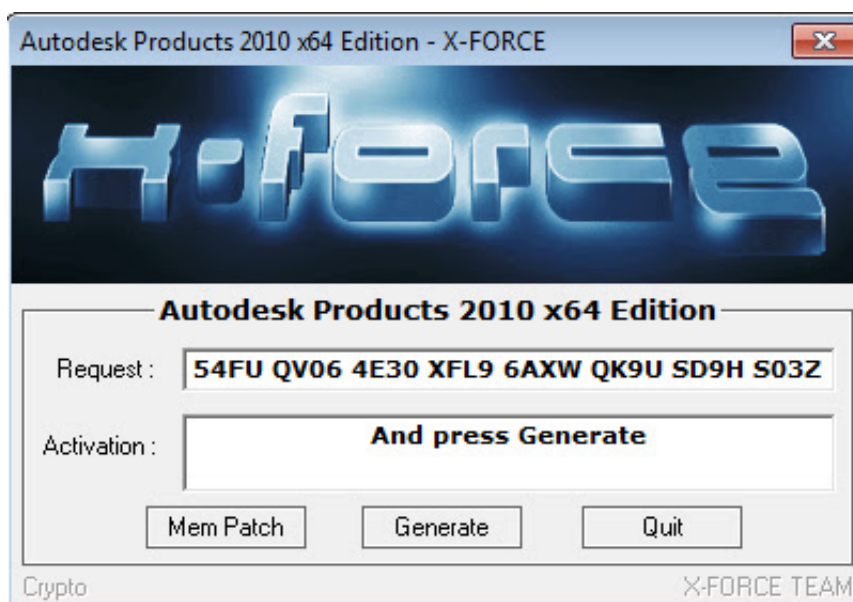 Autodesk Products 2010 x64 Edition - X-FORCE
x-force
Autodesk Products 2010 x64 Edition
Request : 54FU QV06 4E30 XFL9 6AXW QK9U SD9H S03Z
Activation : And press Generate
Mem Patch Generate Quit
Crypto X-FORCE TEAM